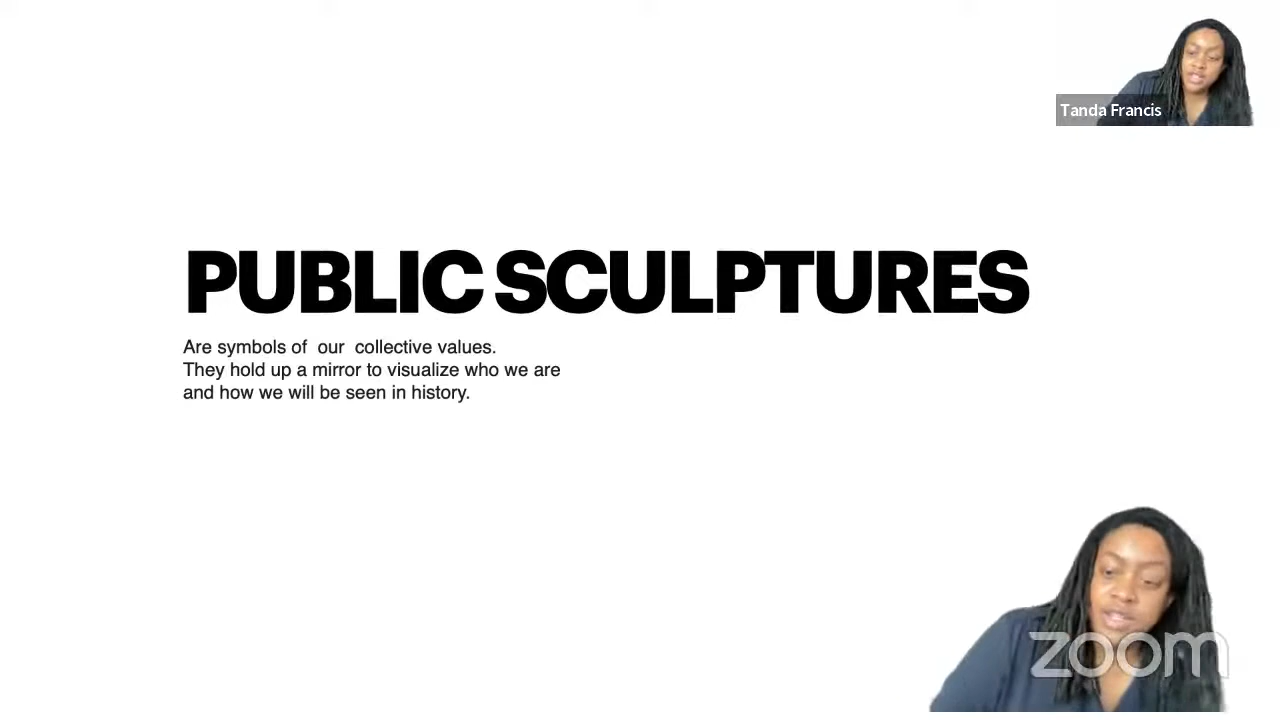 Tanda Francis
PUBLIC SCULPTURES
Are symbols of  our  collective values.
They hold up a mirror to visualize who we are
and how we will be seen in history.
zoom